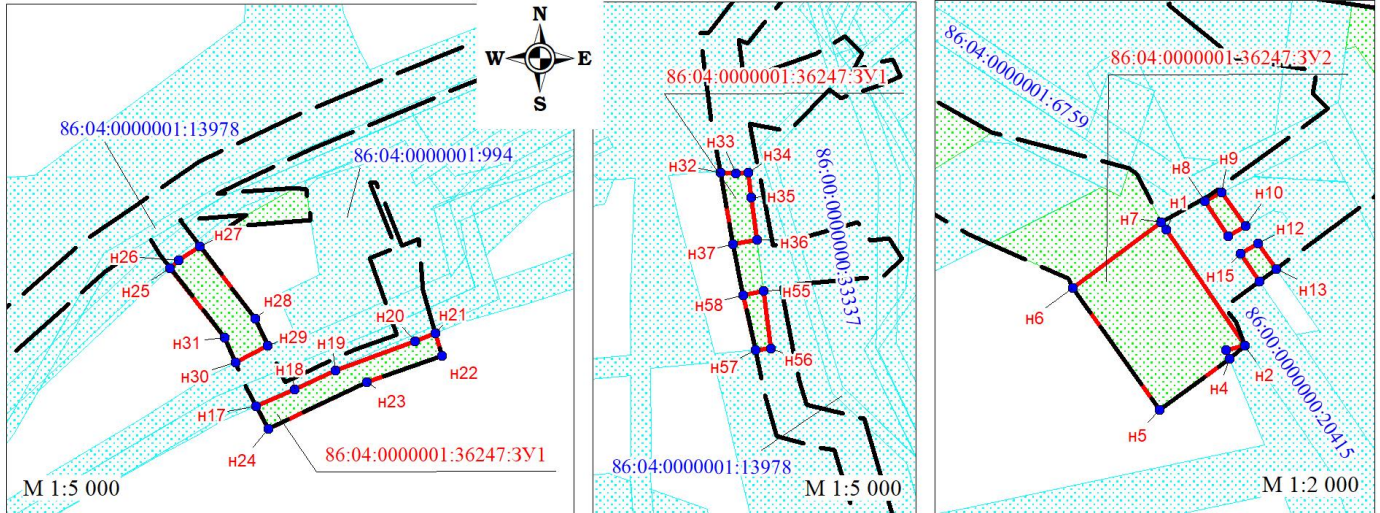 N
W E
S
86:04:0000001:13978
86:04:0000001:994
н27
н26
н25
н28
н29
н31
н30
н20
н21
н19
н18
н22
н23
н17
н24
86:04:0000001:36247:ЗУ1
М 1:5 000
86:04:0000001:36247:ЗУ1
н33
н32
н34
н35
н36
н37
н55
н58
н57
н56
86:00:0000000:33337
86:04:0000001:13978
М 1:5 000
86:04:0000001:36247:ЗУ2
86:04:0000001:6759
н9
н8
н1
н10
н7
н12
н15
н13
н6
н2
н4
н5
86:00:0000000:20415
М 1:2 000